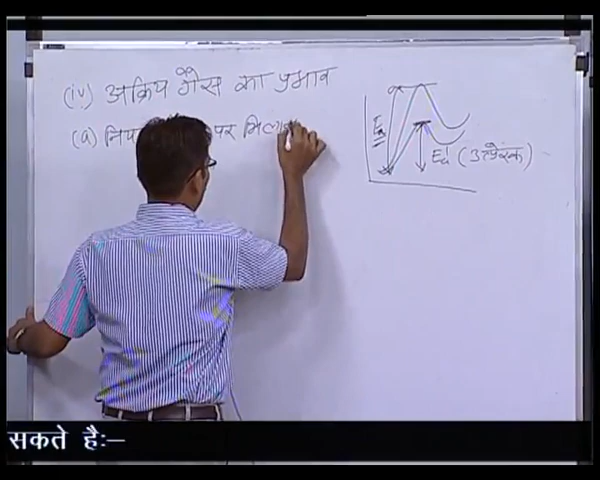 (iv) अक्रिय गैस का प्रभाव
(a) पर
Ea
Ea (उत्प्रेरक)
सकते है:–